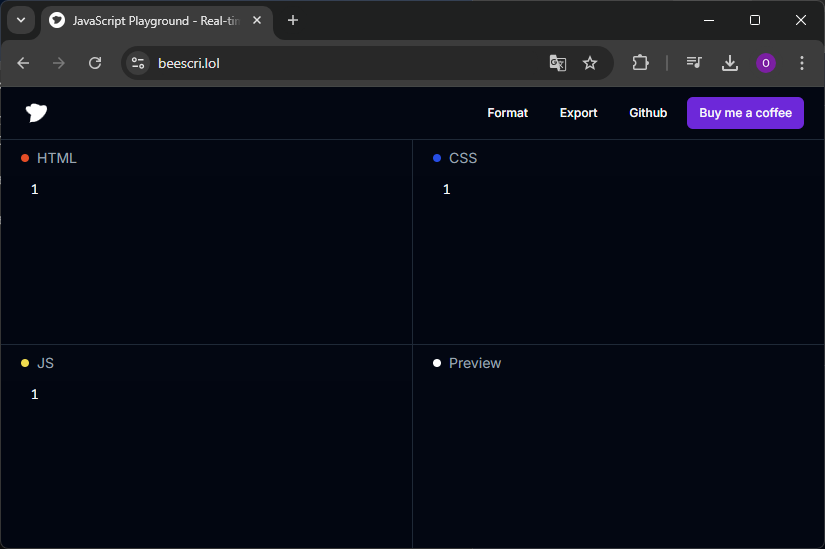 JavaScript Playground - Real-tin
beescri.lol
O
Format
Export
Github
Buy me a coffee
HTML
1
CSS
1
JS
1
Preview